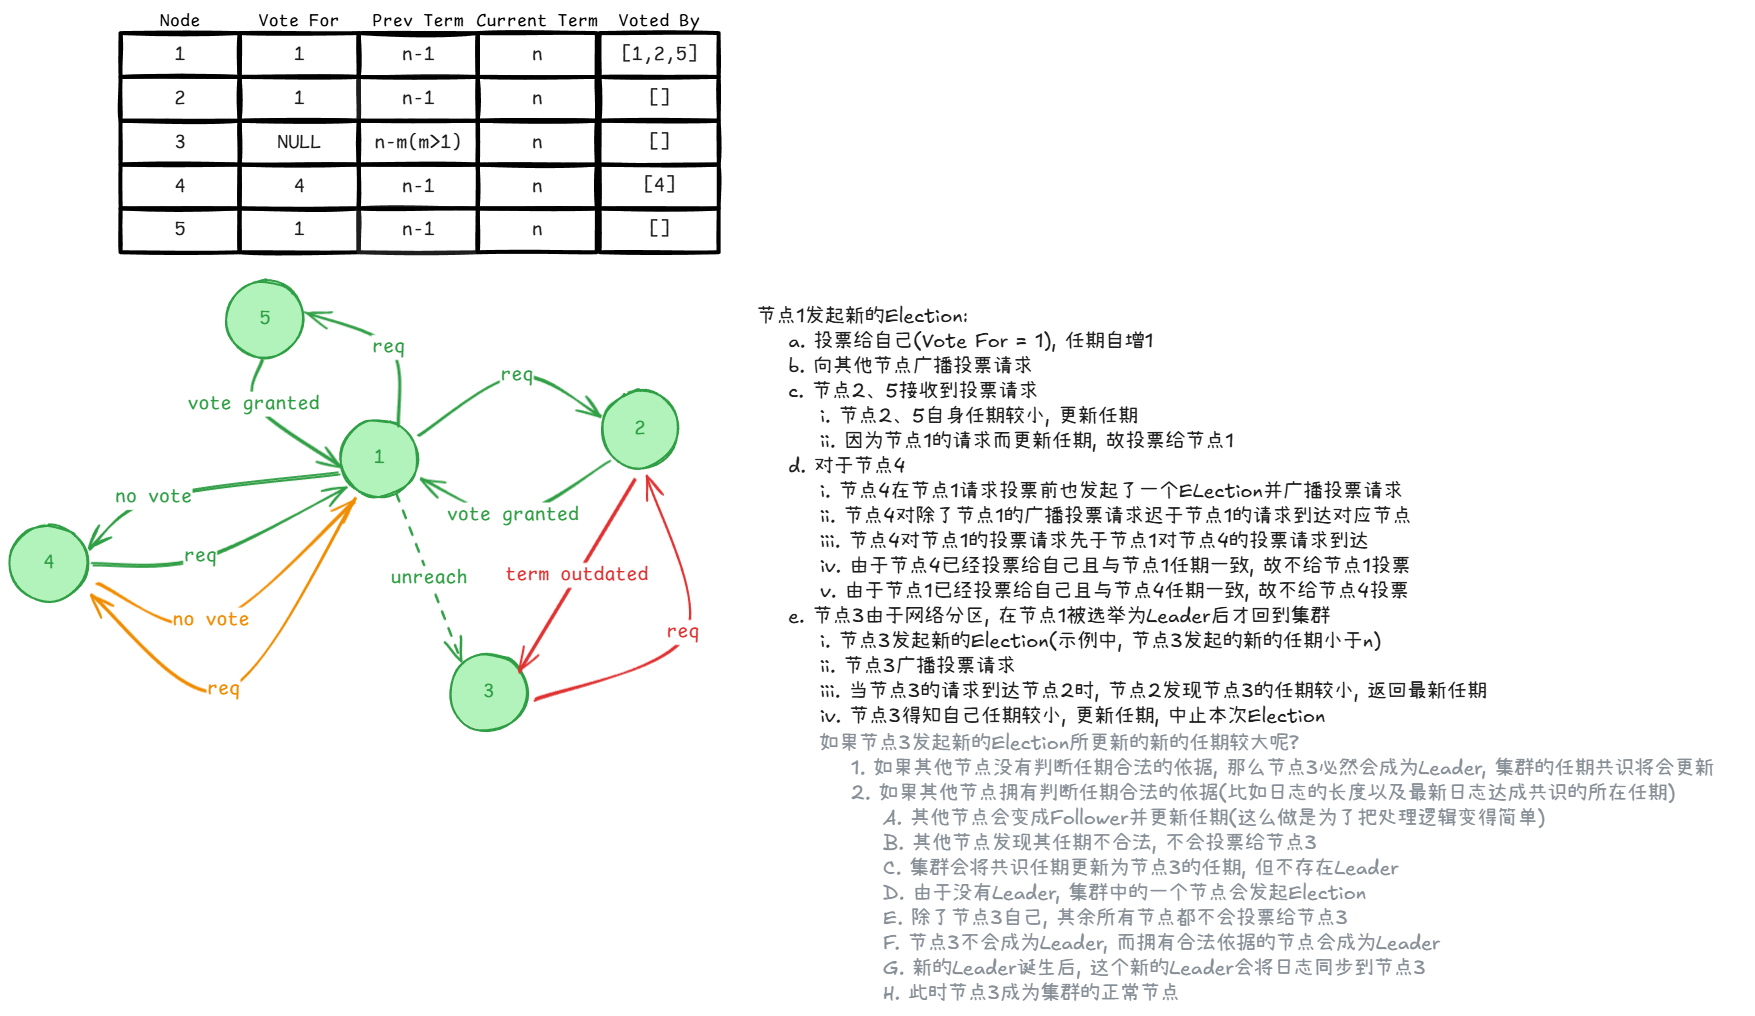 Node Vote For Prev Term Current Term Voted By
1 1 n-1 n [1,2,5]
2 1 n-1 n []
3 NULL n-m(m>1) n []
4 4 n-1 n [4]
5 1 n-1 n []
5
req
vote granted
req
2
1
no vote
vote granted
4
req
unreach
term outdated
no vote
req
req
3
节点1发起新的Election:
a. 投票给自己(Vote For = 1), 任期自增1
b. 向其他节点广播投票请求
c. 节点2、5接收到投票请求
i. 节点2、5自身任期较小, 更新任期
ii. 因为节点1的请求而更新任期, 故投票给节点1
d. 对于节点4
i. 节点4在节点1请求投票前也发起了一个ELection并广播投票请求
ii. 节点4对除了节点1的广播投票请求迟于节点1的请求到达对应节点
iii. 节点4对节点1的投票请求先于节点1对节点4的投票请求到达
iv. 由于节点4已经投票给自己且与节点1任期一致, 故不给节点1投票
v. 由于节点1已经投票给自己且与节点4任期一致, 故不给节点4投票
e. 节点3由于网络分区, 在节点1被选举为Leader后才回到集群
i. 节点3发起新的Election(示例中, 节点3发起的新的任期小于n)
ii. 节点3广播投票请求
iii. 当节点3的请求到达节点2时, 节点2发现节点3的任期较小, 返回最新任期
iv. 节点3得知自己任期较小, 更新任期, 中止本次Election
如果节点3发起新的Election所更新的新的任期较大呢?
1. 如果其他节点没有判断任期合法的依据, 那么节点3必然会成为Leader, 集群的任期共识将会更新
2. 如果其他节点拥有判断任期合法的依据(比如日志的长度以及最新日志达成共识的所在任期)
A. 其他节点会变成Follower并更新任期(这么做是为了把处理逻辑变得简单)
B. 其他节点发现其任期不合法, 不会投票给节点3
C. 集群会将共识任期更新为节点3的任期, 但不存在Leader
D. 由于没有Leader, 集群中的一个节点会发起Election
E. 除了节点3自己, 其余所有节点都不会投票给节点3
F. 节点3不会成为Leader, 而拥有合法依据的节点会成为Leader
G. 新的Leader诞生后, 这个新的Leader会将日志同步到节点3
H. 此时节点3成为集群的正常节点